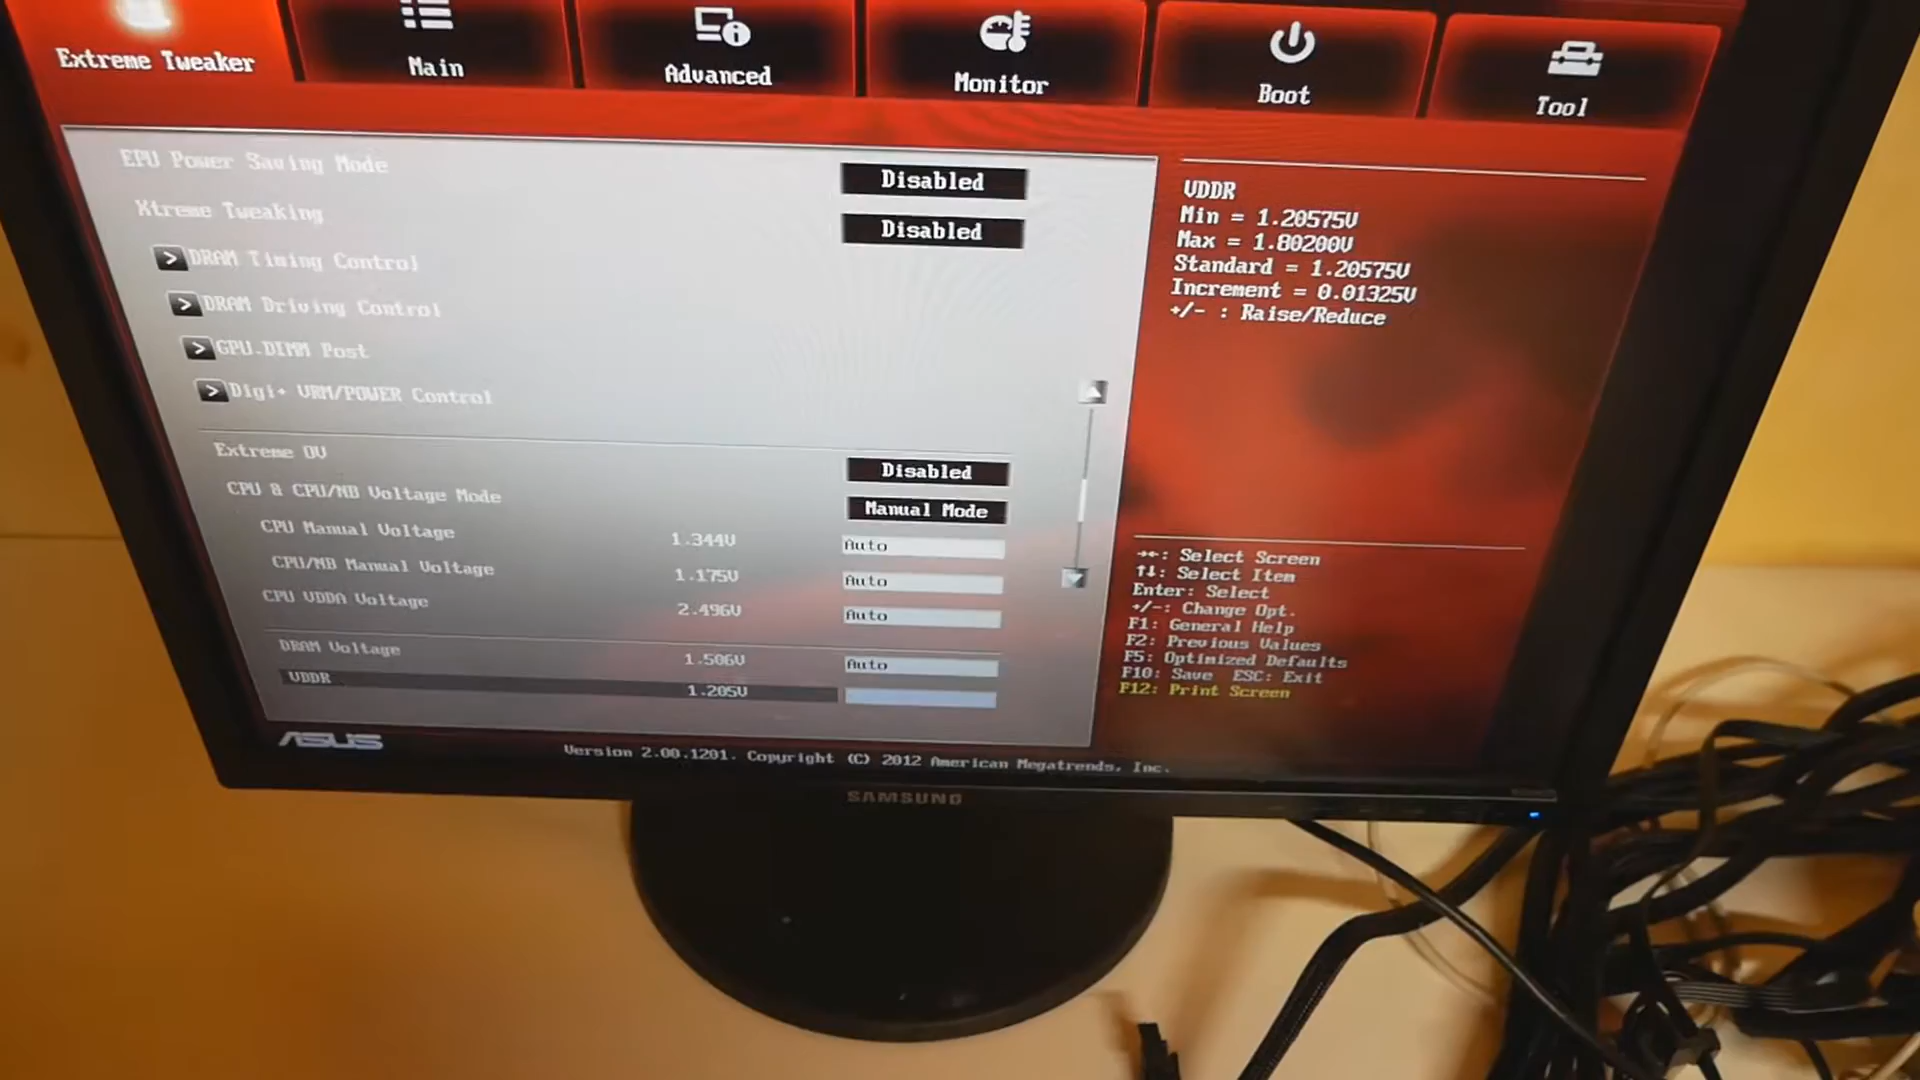 Extreme Tweaker
Main
Advanced
Monitor
Boot
Tool
EPU Power Saving Mode Disabled
Xtreme Tweaking Disabled
> DRAM Timing Control
> DRAM Driving Control
> GPU.DIMM Post
> Digi+ VRM/POWER Control
Extreme OV Disabled
CPU & CPU/NB Voltage Mode Manual Mode
CPU Manual Voltage 1.344V Auto
CPU/NB Manual Voltage 1.175V Auto
CPU VDDA Voltage 2.496V Auto
DRAM Voltage 1.506V Auto
VDDR 1.205V
VDDR
Min = 1.20575V
Max = 1.80200V
Standard = 1.20575V
Increment = 0.01325V
+/- : Raise/Reduce
→←: Select Screen
↑↓: Select Item
Enter: Select
+/-: Change Opt.
F1: General Help
F2: Previous Values
F5: Optimized Defaults
F10: Save ESC: Exit
F12: Print Screen
ASUS
Version 2.00.1201. Copyright (C) 2012 American Megatrends, Inc.
SAMSUNG